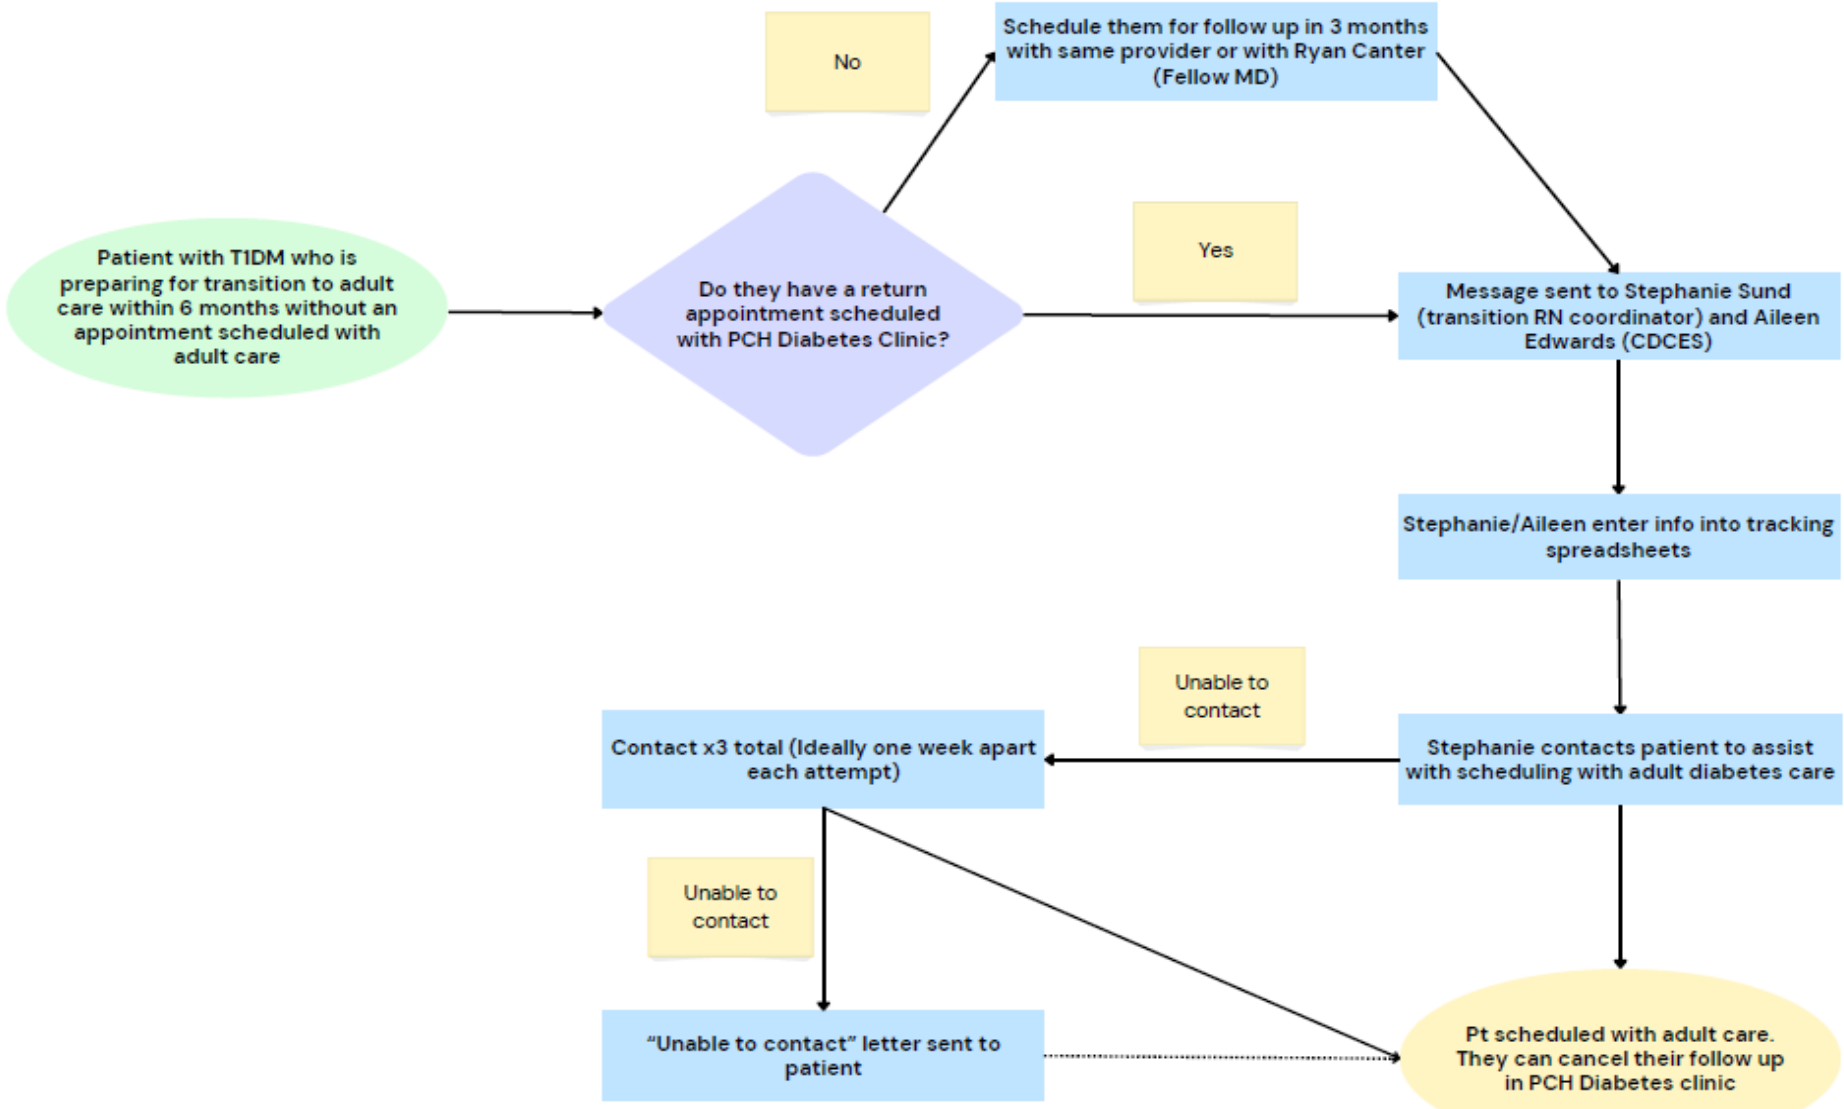 No
Schedule them for follow up in 3 months
with same provider or with Ryan Canter
(Fellow MD)
Patient with T1DM who is
preparing for transition to adult
care within 6 months without an
appointment scheduled with
adult care
Do they have a return
appointment scheduled
with PCH Diabetes Clinic?
Yes
Message sent to Stephanie Sund
(transition RN coordinator) and Aileen
Edwards (CDCES)
Stephanie/Aileen enter info into tracking
spreadsheets
Stephanie contacts patient to assist
with scheduling with adult diabetes care
Unable to
contact
Contact x3 total (Ideally one week apart
each attempt)
Unable to
contact
“Unable to contact” letter sent to
patient
Pt scheduled with adult care.
They can cancel their follow up
in PCH Diabetes clinic